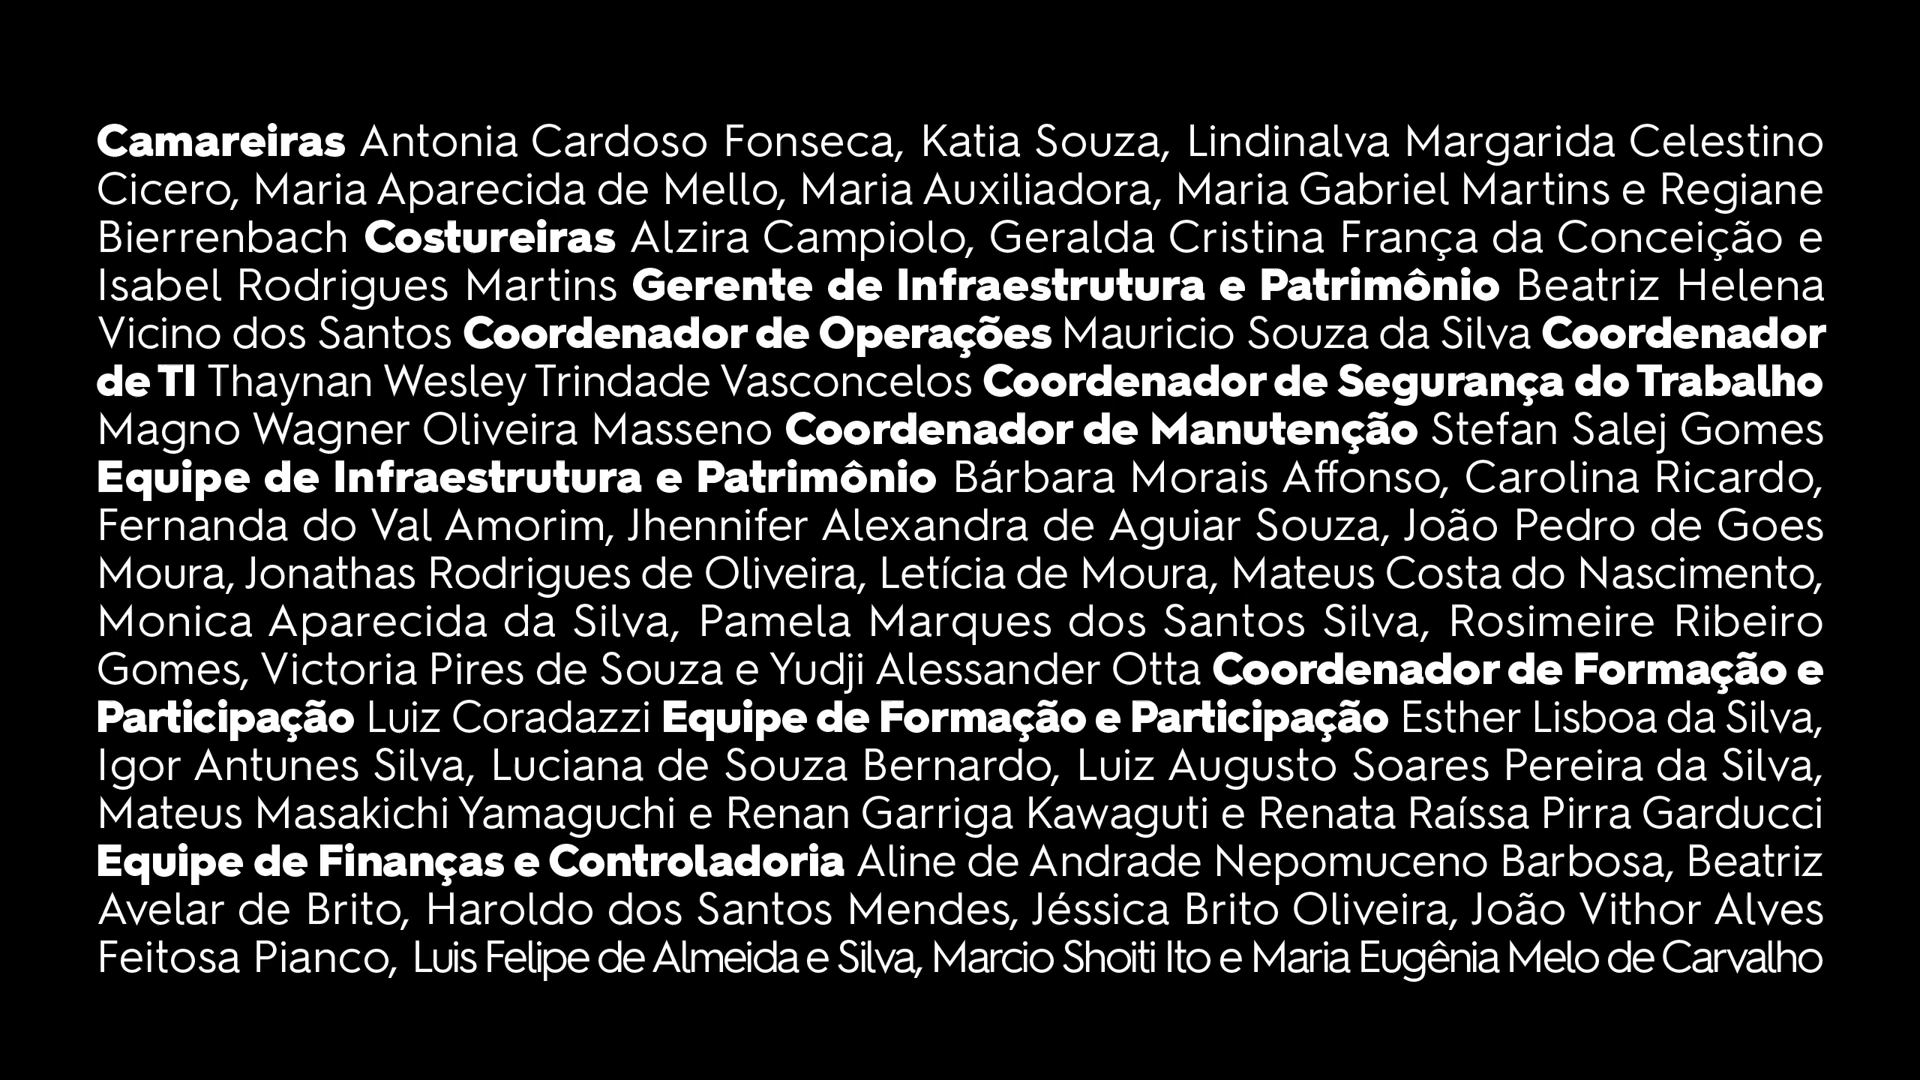 Camareiras Antonia Cardoso Fonseca, Katia Souza, Lindinalva Margarida Celestino
Cicero, Maria Aparecida de Mello, Maria Auxiliadora, Maria Gabriel Martins e Regiane
Bierrenbach Costureiras Alzira Campiolo, Geralda Cristina França da Conceição e
Isabel Rodrigues Martins Gerente de Infraestrutura e Patrimônio Beatriz Helena
Vicino dos Santos Coordenador de Operações Mauricio Souza da Silva Coordenador
de TI Thaynan Wesley Trindade Vasconcelos Coordenador de Segurança do Trabalho
Magno Wagner Oliveira Masseno Coordenador de Manutenção Stefan Salej Gomes
Equipe de Infraestrutura e Patrimônio Bárbara Morais Affonso, Carolina Ricardo,
Fernanda do Val Amorim, Jhennifer Alexandra de Aguiar Souza, João Pedro de Goes
Moura, Jonathas Rodrigues de Oliveira, Letícia de Moura, Mateus Costa do Nascimento,
Monica Aparecida da Silva, Pamela Marques dos Santos Silva, Rosimeire Ribeiro
Gomes, Victoria Pires de Souza e Yudji Alessander Otta Coordenador de Formação e
Participação Luiz Coradazzi Equipe de Formação e Participação Esther Lisboa da Silva,
Igor Antunes Silva, Luciana de Souza Bernardo, Luiz Augusto Soares Pereira da Silva,
Mateus Masakichi Yamaguchi e Renan Garriga Kawaguti e Renata Raíssa Pirra Garducci
Equipe de Finanças e Controladoria Aline de Andrade Nepomuceno Barbosa, Beatriz
Avelar de Brito, Haroldo dos Santos Mendes, Jéssica Brito Oliveira, João Vithor Alves
Feitosa Pianco, Luis Felipe de Almeida e Silva, Marcio Shoiti Ito e Maria Eugênia Melo de Carvalho